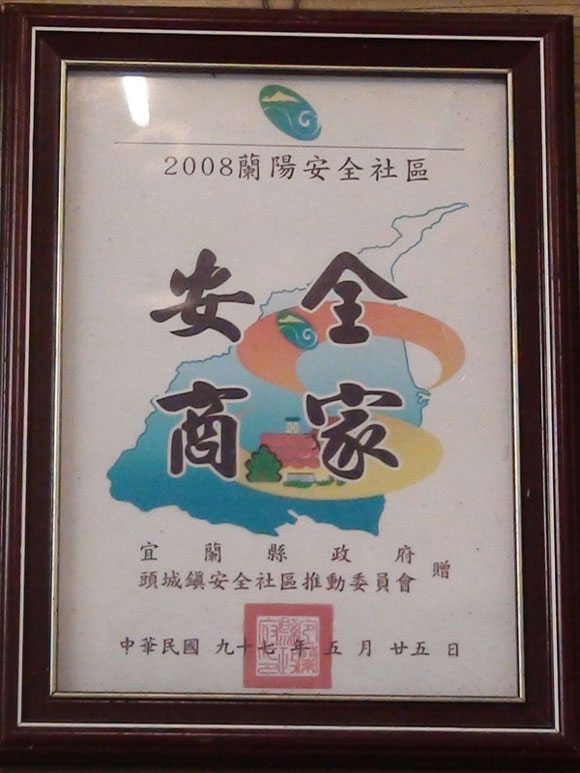 2008蘭陽安全社區
安全
商家
宜蘭縣政府
頭城鎮安全社區推動委員會 贈
中華民國 九十七 年 五 月 廿五 日